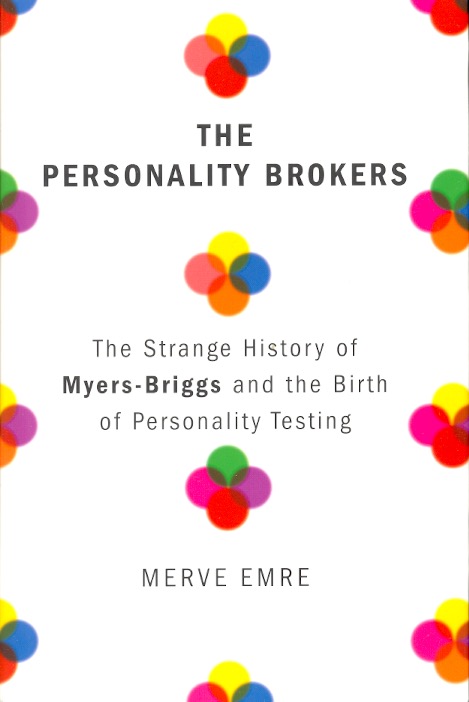 THE
PERSONALITY BROKERS
The Strange History of
Myers-Briggs and the Birth
of Personality Testing
MERVE EMRE